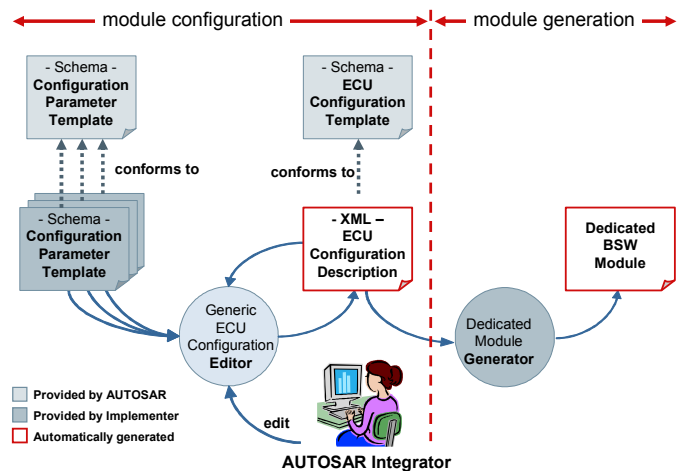 module configuration
module generation
- Schema -
Configuration
Parameter
Template
- Schema -
ECU
Configuration
Template
conforms to
conforms to
- Schema -
Configuration
Parameter
Template
- XML –
ECU
Configuration
Description
Dedicated
BSW
Module
Generic
ECU
Configuration
Editor
Dedicated
Module
Generator
Provided by AUTOSAR
Provided by Implementer
Automatically generated
edit
AUTOSAR Integrator